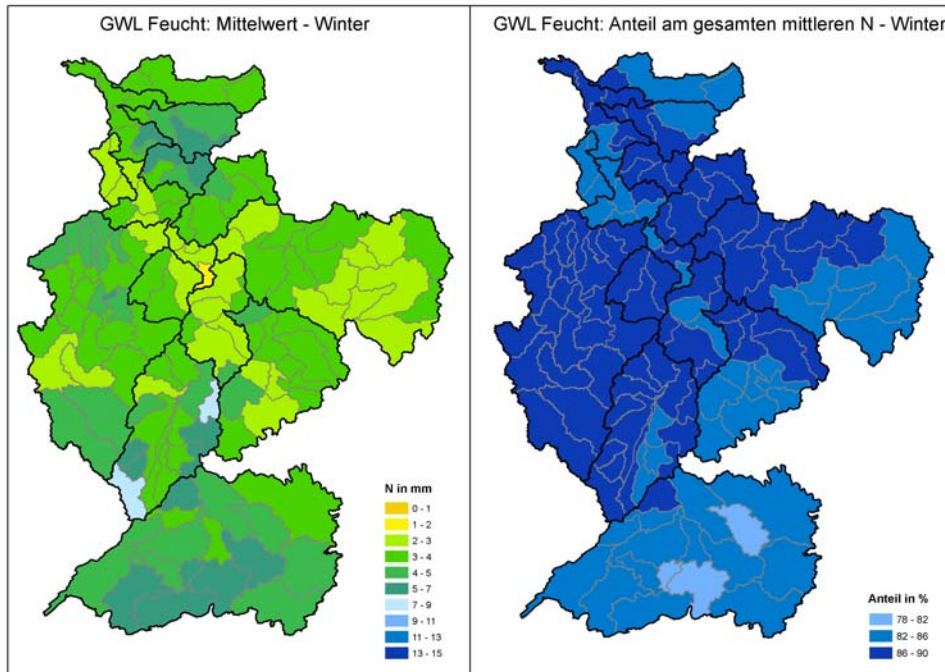 GWL Feucht: Mittelwert - Winter
N in mm
0 - 1
1 - 2
2 - 3
3 - 4
4 - 5
5 - 7
7 - 9
9 - 11
11 - 13
13 - 15
GWL Feucht: Anteil am gesamten mittleren N - Winter
Anteil in %
78 - 82
82 - 86
86 - 90